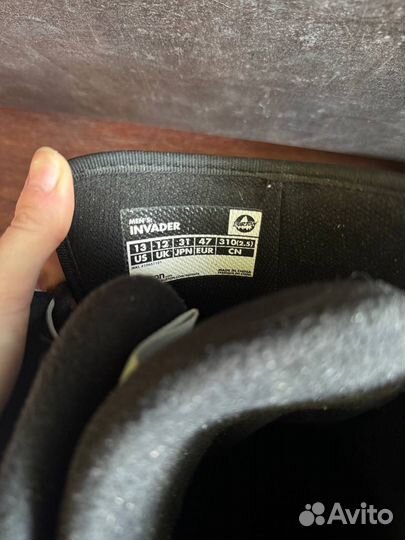 MEN'S
INVADER
13 12 31 47 310(2.5)
US UK JPN EUR CN
MADE IN CHINA
Avito